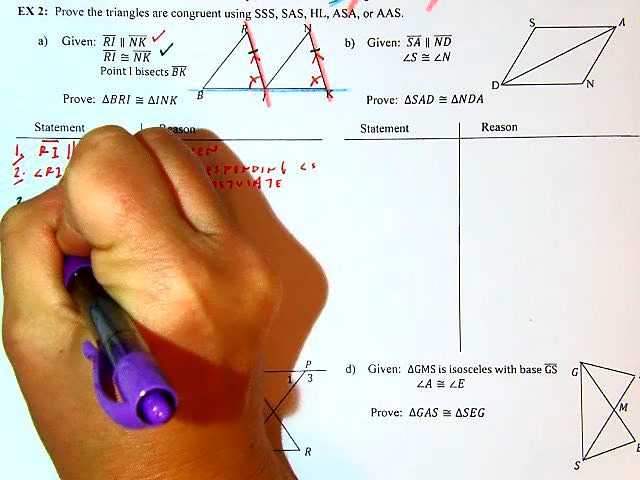 EX 2: Prove the triangles are congruent using SSS, SAS, HL, ASA, or AAS.
a) Given: RI ∥ NK
RI ≅ NK
Point I bisects BK
Prove: ΔBRI ≅ ΔINK
R
N
B
I
K
Statement
Reason
1. RI ∥
2. ∠RI
b) Given: SA ∥ ND
∠S ≅ ∠N
Prove: ΔSAD ≅ ΔNDA
S
A
D
N
Statement
Reason
P
1
3
R
d) Given: ΔGMS is isosceles with base GS
∠A ≅ ∠E
Prove: ΔGAS ≅ ΔSEG
G
M
S